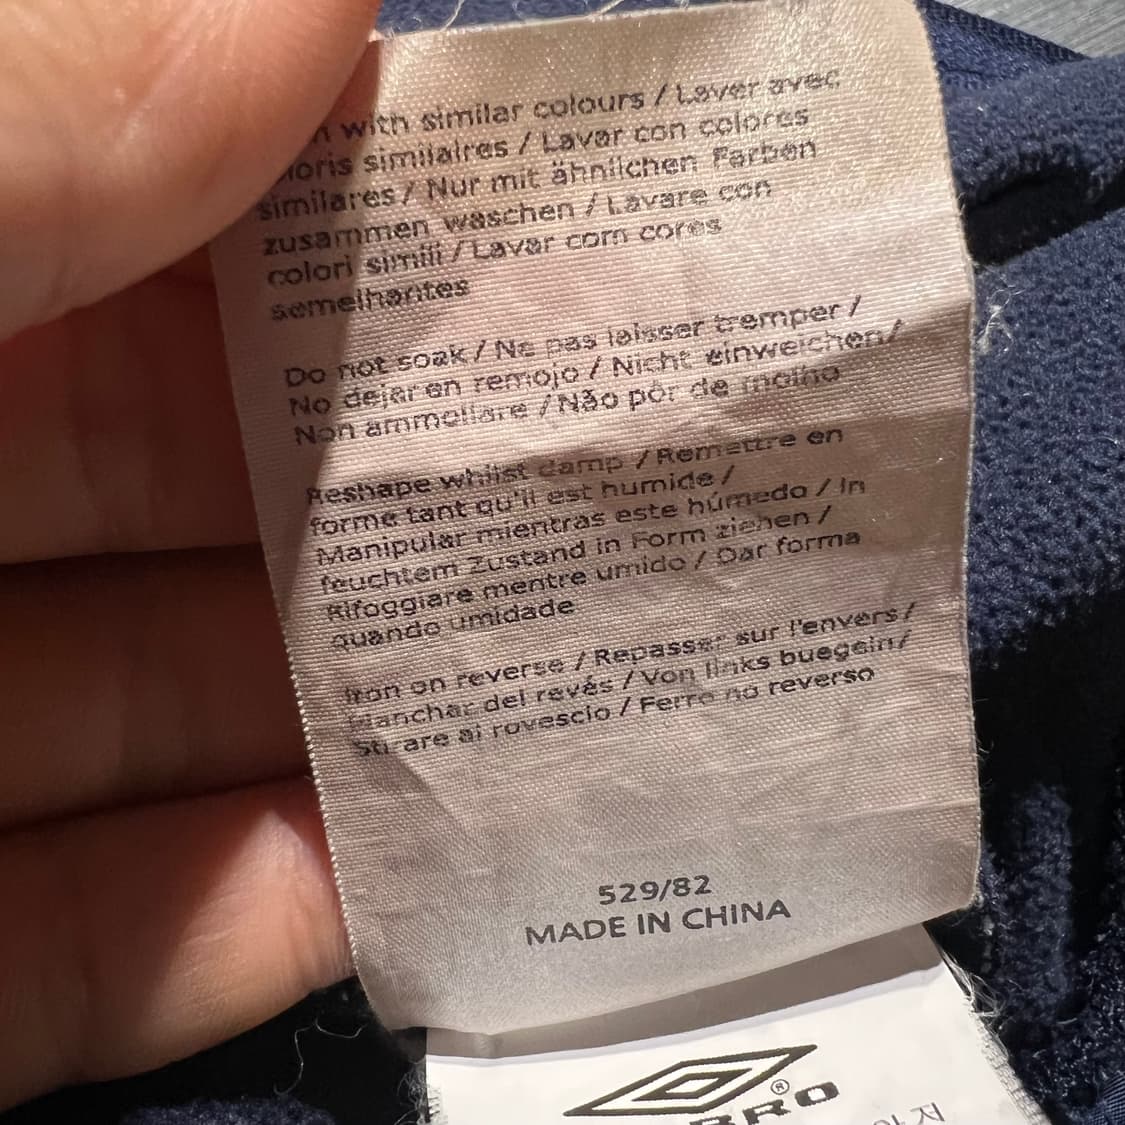 with similar colours / Laver avec
similaires / Lavar con colores
similares / Nur mit ähnlichen Farben
zusammen waschen / Lavare con
colori simili / Lavar com cores
semelhantes
Do not soak / Ne pas laisser tremper /
No dejar en remojo / Nicht einweichen/
Non ammollare / Não pôr de molho
Reshape whilst damp / Remettre en
forme tant qu'il est humide /
Manipular mientras este húmedo / In
feuchtem Zustand in Form ziehen /
Rifoggiare mentre umido / Dar forma
quando umidade
Iron on reverse / Repasser sur l'envers/
Planchar del revés / Von links buegeln/
Stirare al rovescio / Ferro no reverso
529/82
MADE IN CHINA
®